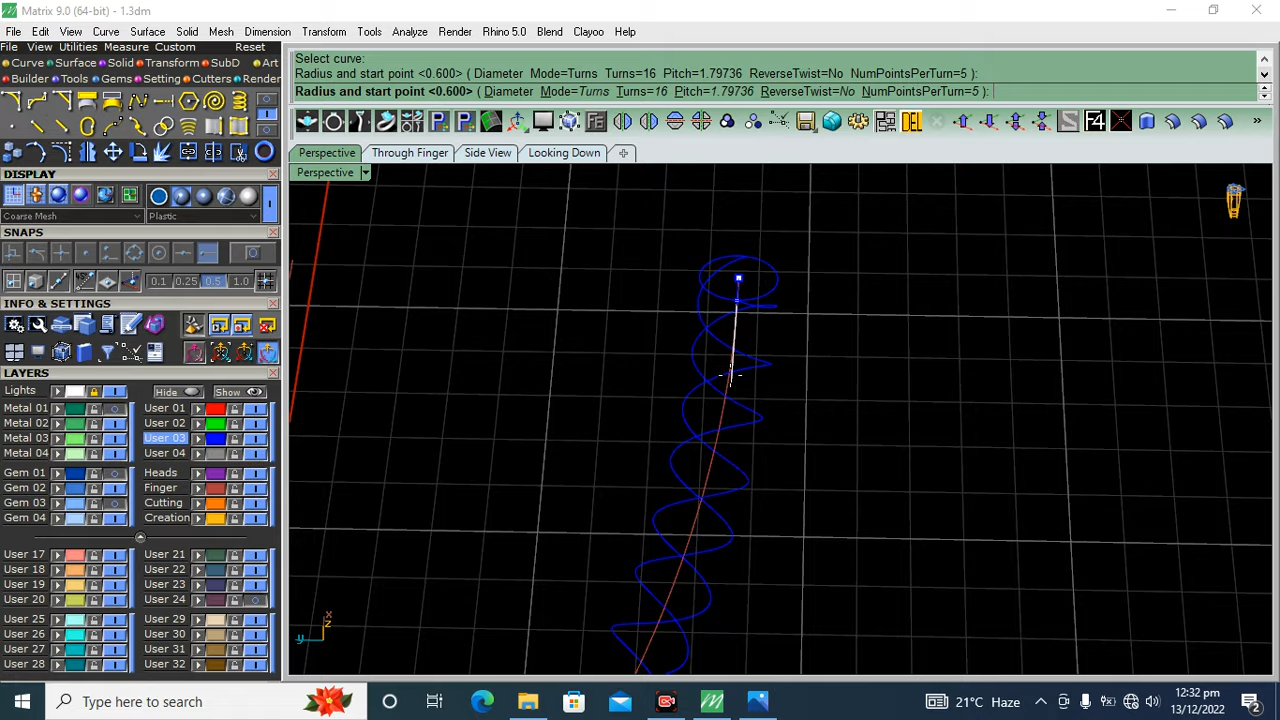 Matrix 9.0 (64-bit) - 1.3dm
File Edit View Curve Surface Solid Mesh Dimension Transform Tools Analyze Render Rhino 5.0 Blend Clayoo Help
File View Utilities Measure Custom Reset
Curve Surface Solid Transform SubD Art
Builder Tools Gems Setting Cutters Render
Select curve:
Radius and start point <0.600> ( Diameter Mode=Turns Turns=16 Pitch=1.79736 ReverseTwist=No NumPointsPerTurn=5 ):
Radius and start point <0.600> ( Diameter Mode=Turns Turns=16 Pitch=1.79736 ReverseTwist=No NumPointsPerTurn=5 ):
F4 DEL
Perspective Through Finger Side View Looking Down
Perspective
DISPLAY
Coarse Mesh Plastic
SNAPS
0.1 0.25 0.5 1.0
INFO & SETTINGS
LAYERS
Lights Hide Show
Metal 01 User 01
Metal 02 User 02
Metal 03 User 03
Metal 04 User 04
Gem 01 Heads
Gem 02 Finger
Gem 03 Cutting
Gem 04 Creation
User 17 User 21
User 18 User 22
User 19 User 23
User 20 User 24
User 25 User 29
User 26 User 30
User 27 User 31
User 28 User 32
x
z
y
Type here to search
21°C Haze
12:32 pm
13/12/2022
2